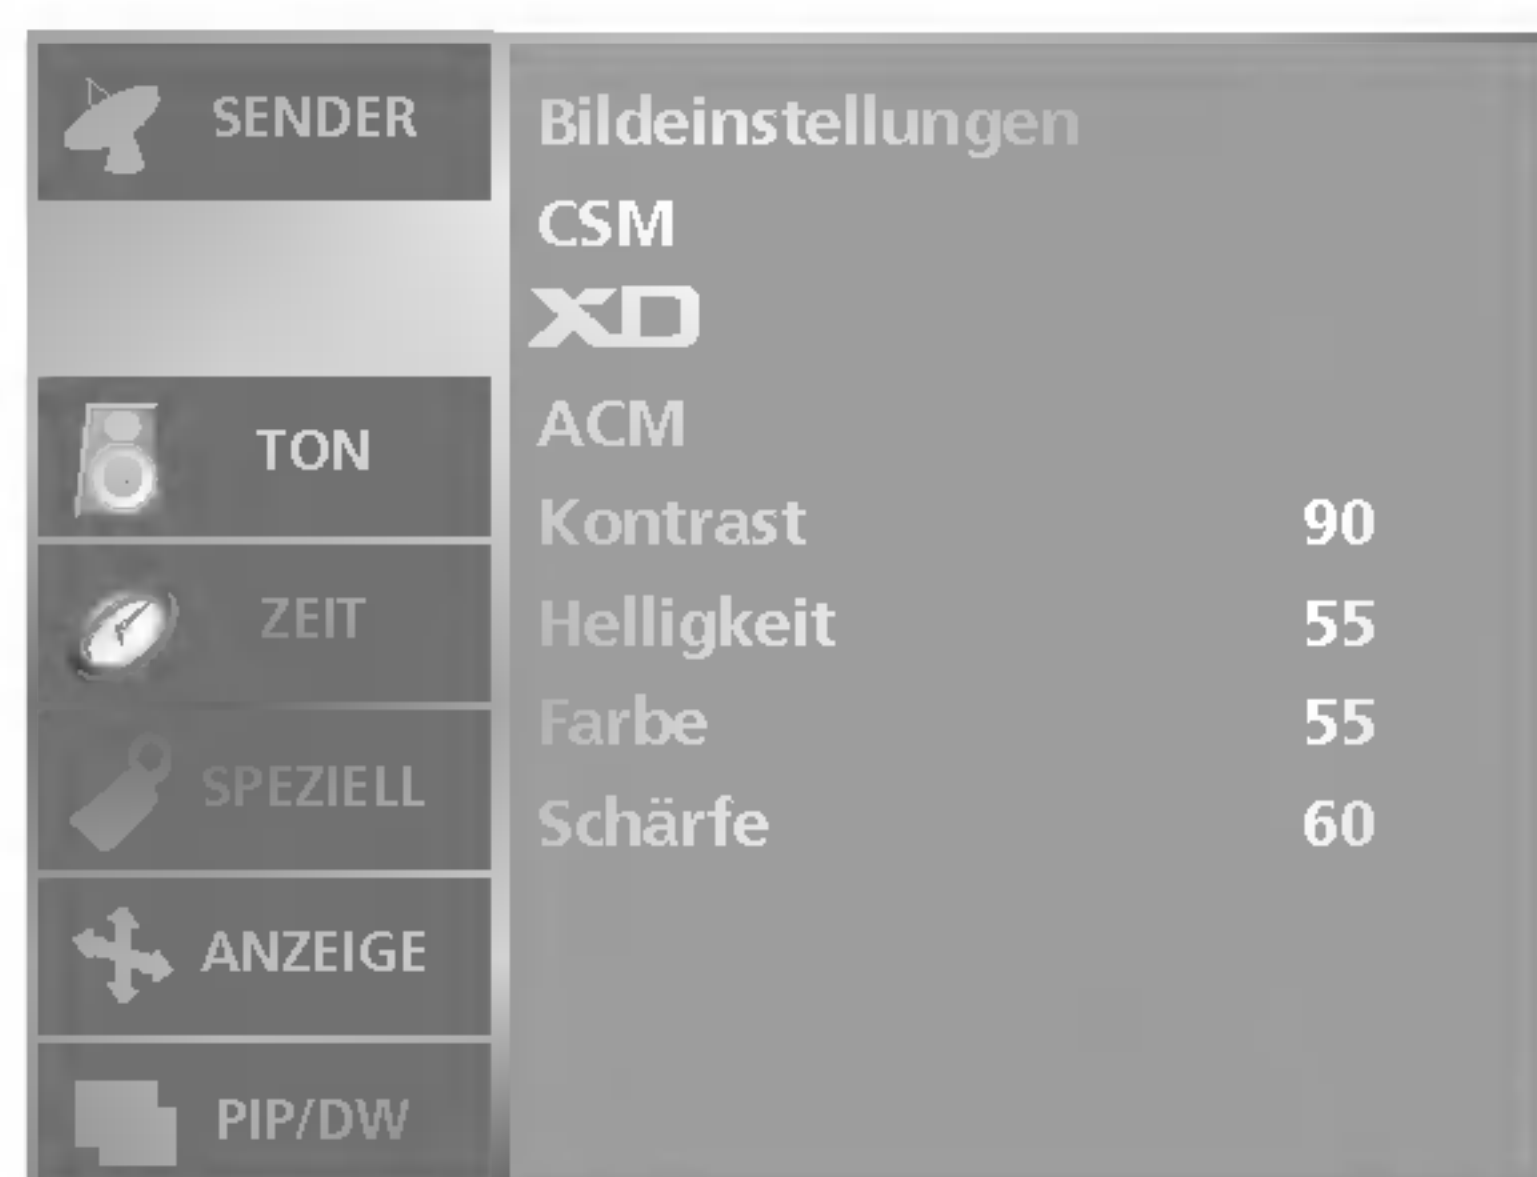 SENDER
TON
ZEIT
SPEZIELL
ANZEIGE
PIP/DW
Bildeinstellungen
CSM
XD
ACM
Kontrast 90
Helligkeit 55
Farbe 55
Schärfe 60